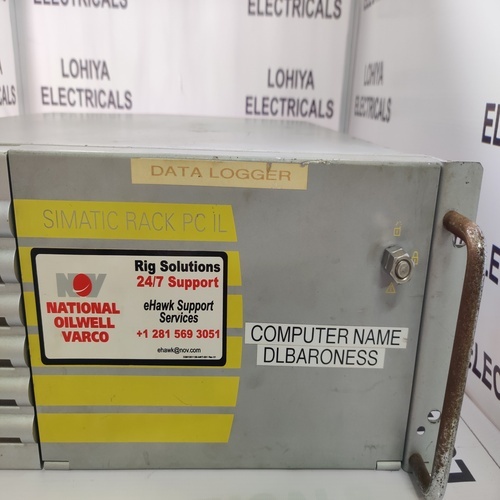 LOHIYA
ELECTRICALS
LOHIYA
ELECTRICALS
LOHIYA
ELECTRICALS
DATA LOGGER
SIMATIC RACK PC IL
NOV
NATIONAL
OILWELL
VARCO
Rig Solutions
24/7 Support
eHawk Support
Services
+1 281 569 3051
ehawk@nov.com
COMPUTER NAME
DLBARONESS